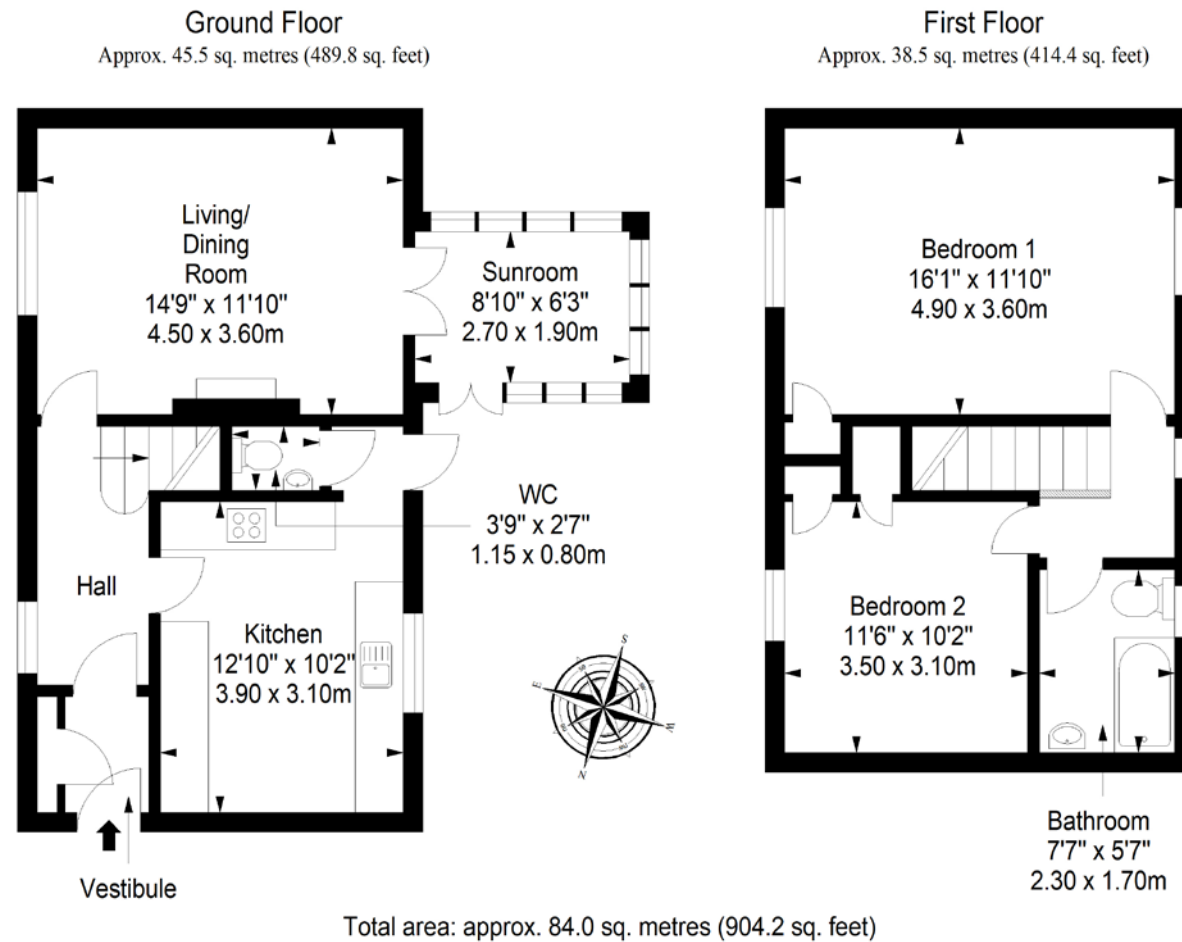 Ground Floor
Approx. 45.5 sq. metres (489.8 sq. feet)
First Floor
Approx. 38.5 sq. metres (414.4 sq. feet)
Living/
Dining
Room
14'9" x 11'10"
4.50 x 3.60m
Sunroom
8'10" x 6'3"
2.70 x 1.90m
Bedroom 1
16'1" x 11'10"
4.90 x 3.60m
WC
3'9" x 2'7"
1.15 x 0.80m
Hall
Kitchen
12'10" x 10'2"
3.90 x 3.10m
S
E
W
N
Bedroom 2
11'6" x 10'2"
3.50 x 3.10m
Bathroom
7'7" x 5'7"
2.30 x 1.70m
Vestibule
Total area: approx. 84.0 sq. metres (904.2 sq. feet)